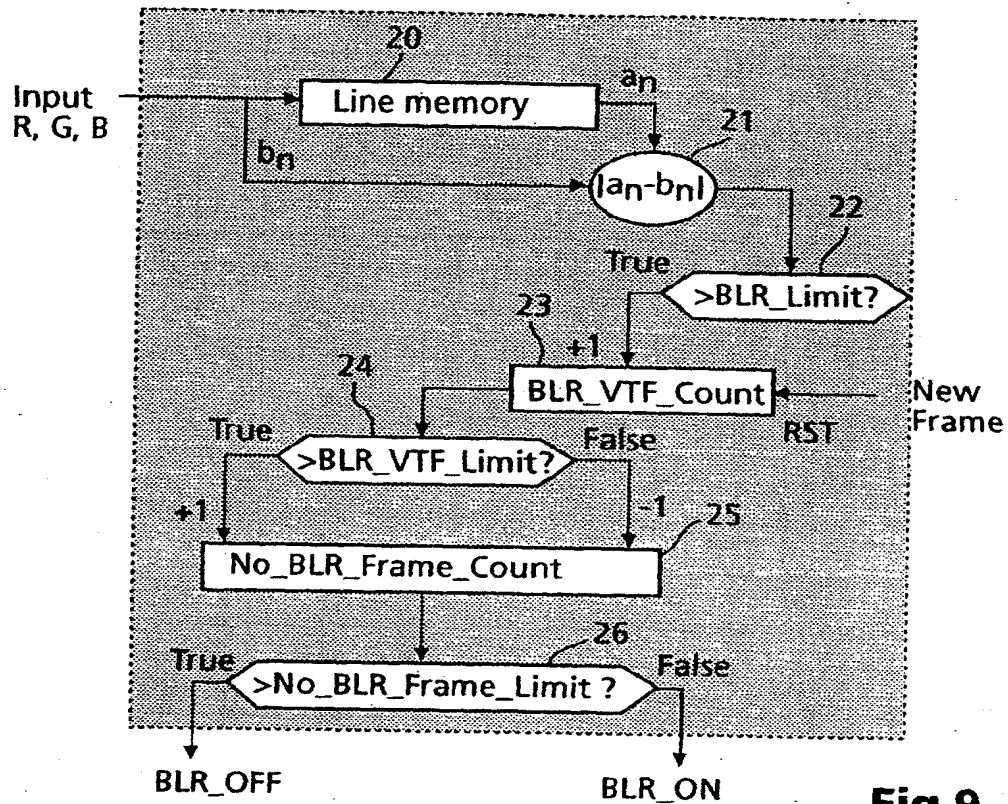 20
Input
R, G, B
Line memory
an
21
bn
|an-bn|
22
True
>BLR_Limit?
23
+1
24
BLR_VTF_Count
New
Frame
RST
True
>BLR_VTF_Limit?
False
+1
-1
25
No_BLR_Frame_Count
26
True
>No_BLR_Frame_Limit ?
False
BLR_OFF
BLR_ON
Fig.9